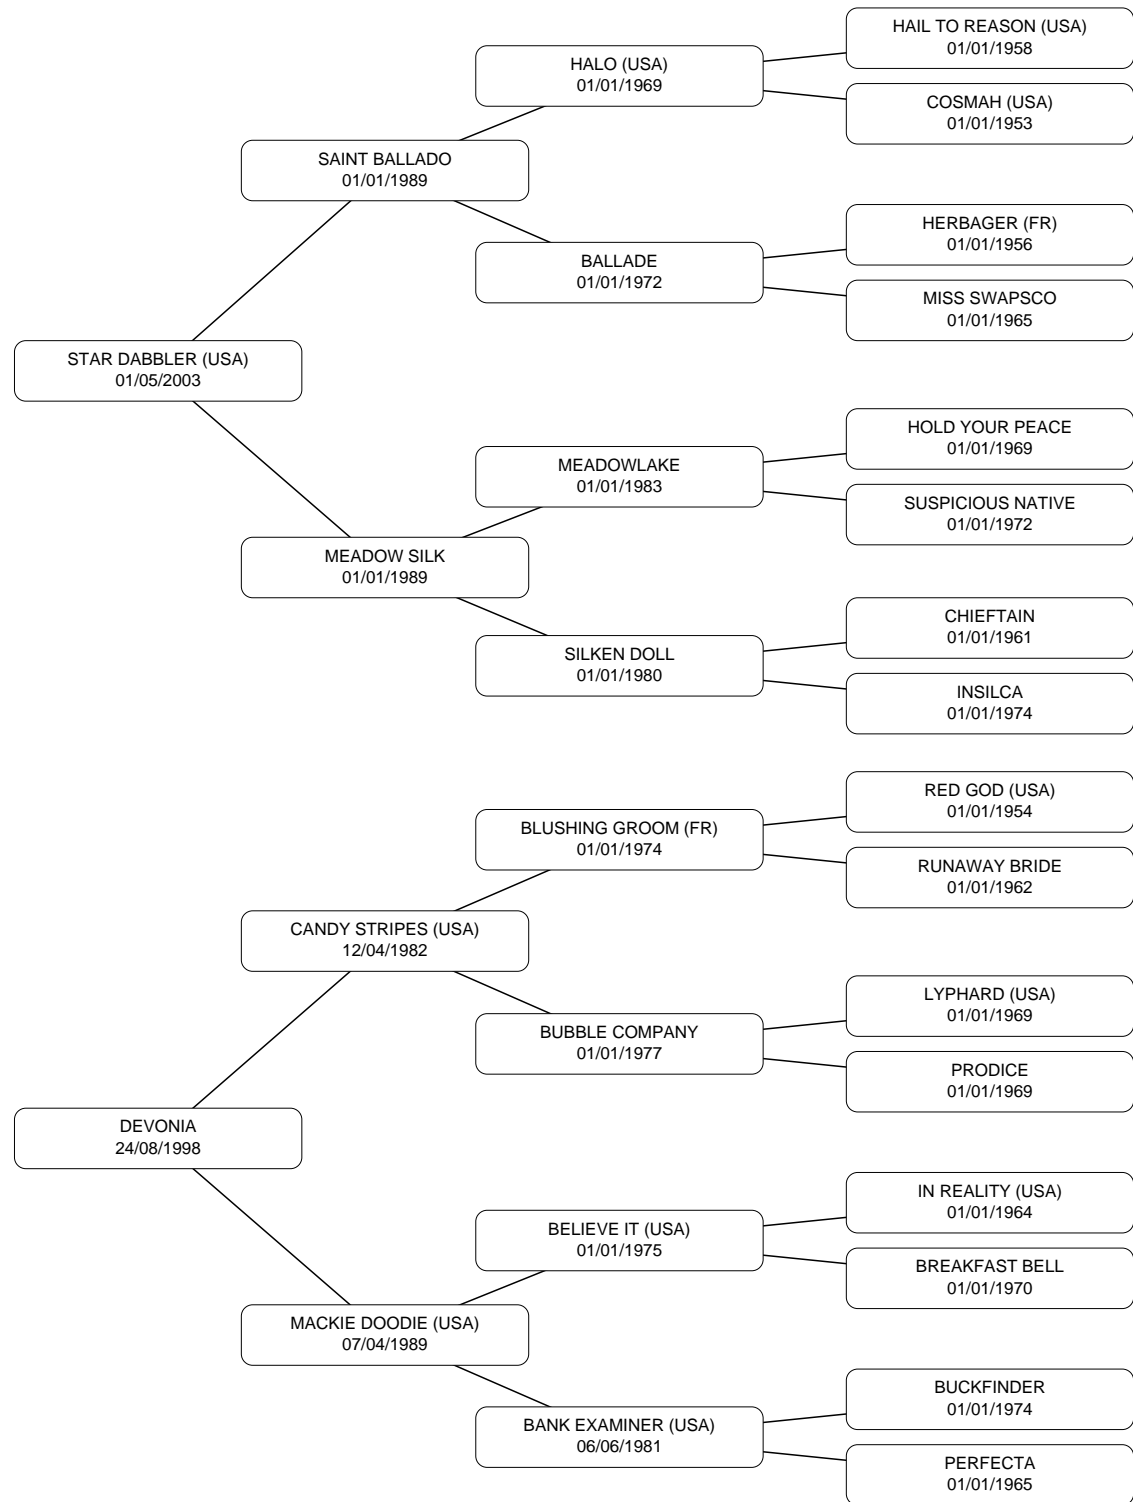 HAIL TO REASON (USA)
01/01/1958
HALO (USA)
01/01/1969
COSMAH (USA)
01/01/1953
SAINT BALLADO
01/01/1989
HERBAGER (FR)
01/01/1956
BALLADE
01/01/1972
MISS SWAPSCO
01/01/1965
STAR DABBLER (USA)
01/05/2003
HOLD YOUR PEACE
01/01/1969
MEADOWLAKE
01/01/1983
SUSPICIOUS NATIVE
01/01/1972
MEADOW SILK
01/01/1989
CHIEFTAIN
01/01/1961
SILKEN DOLL
01/01/1980
INSILCA
01/01/1974
RED GOD (USA)
01/01/1954
BLUSHING GROOM (FR)
01/01/1974
RUNAWAY BRIDE
01/01/1962
CANDY STRIPES (USA)
12/04/1982
LYPHARD (USA)
01/01/1969
BUBBLE COMPANY
01/01/1977
PRODICE
01/01/1969
DEVONIA
24/08/1998
IN REALITY (USA)
01/01/1964
BELIEVE IT (USA)
01/01/1975
BREAKFAST BELL
01/01/1970
MACKIE DOODIE (USA)
07/04/1989
BUCKFINDER
01/01/1974
BANK EXAMINER (USA)
06/06/1981
PERFECTA
01/01/1965